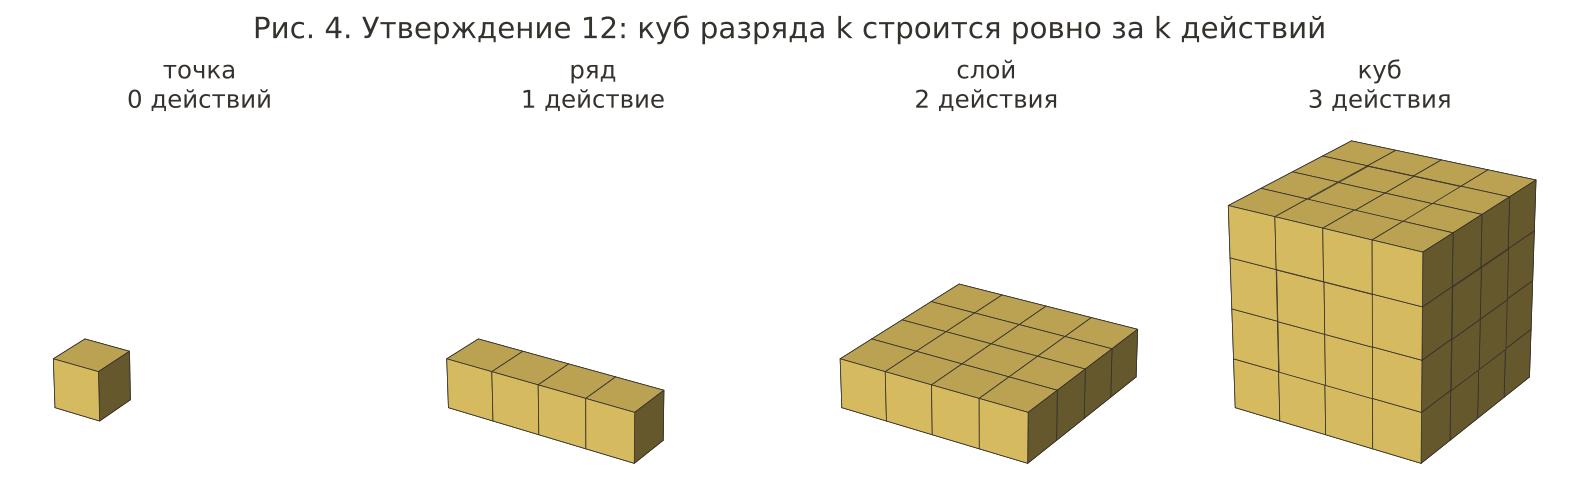 Рис. 4. Утверждение 12: куб разряда k строится ровно за k действий
точка
0 действий
ряд
1 действие
слой
2 действия
куб
3 действия